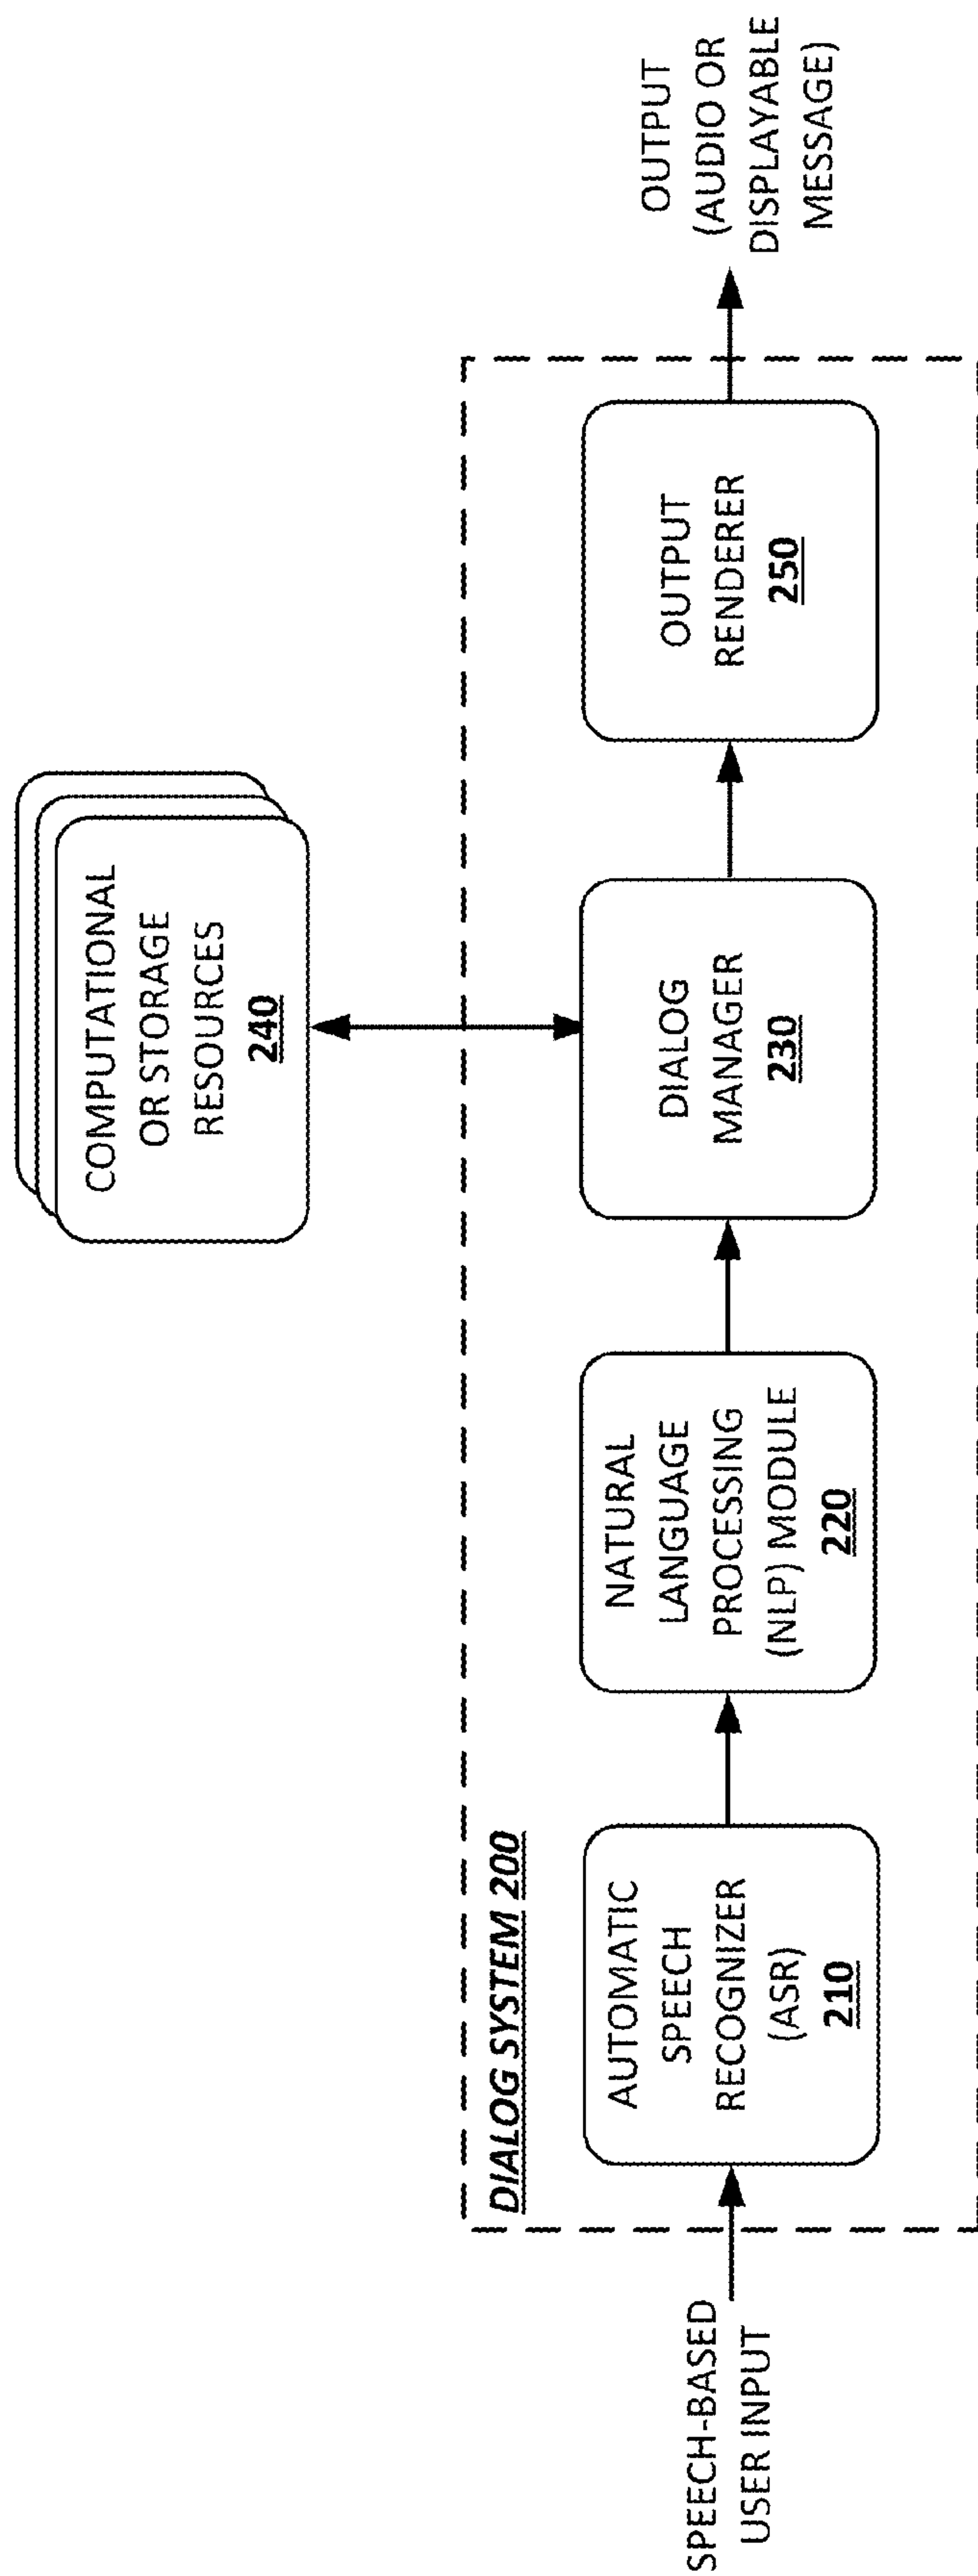 COMPUTATIONAL
OR STORAGE
RESOURCES
240
DIALOG SYSTEM 200
SPEECH-BASED
USER INPUT
AUTOMATIC
SPEECH
RECOGNIZER
(ASR)
210
NATURAL
LANGUAGE
PROCESSING
(NLP) MODULE
220
DIALOG
MANAGER
230
OUTPUT
RENDERER
250
OUTPUT
(AUDIO OR
DISPLAYABLE
MESSAGE)